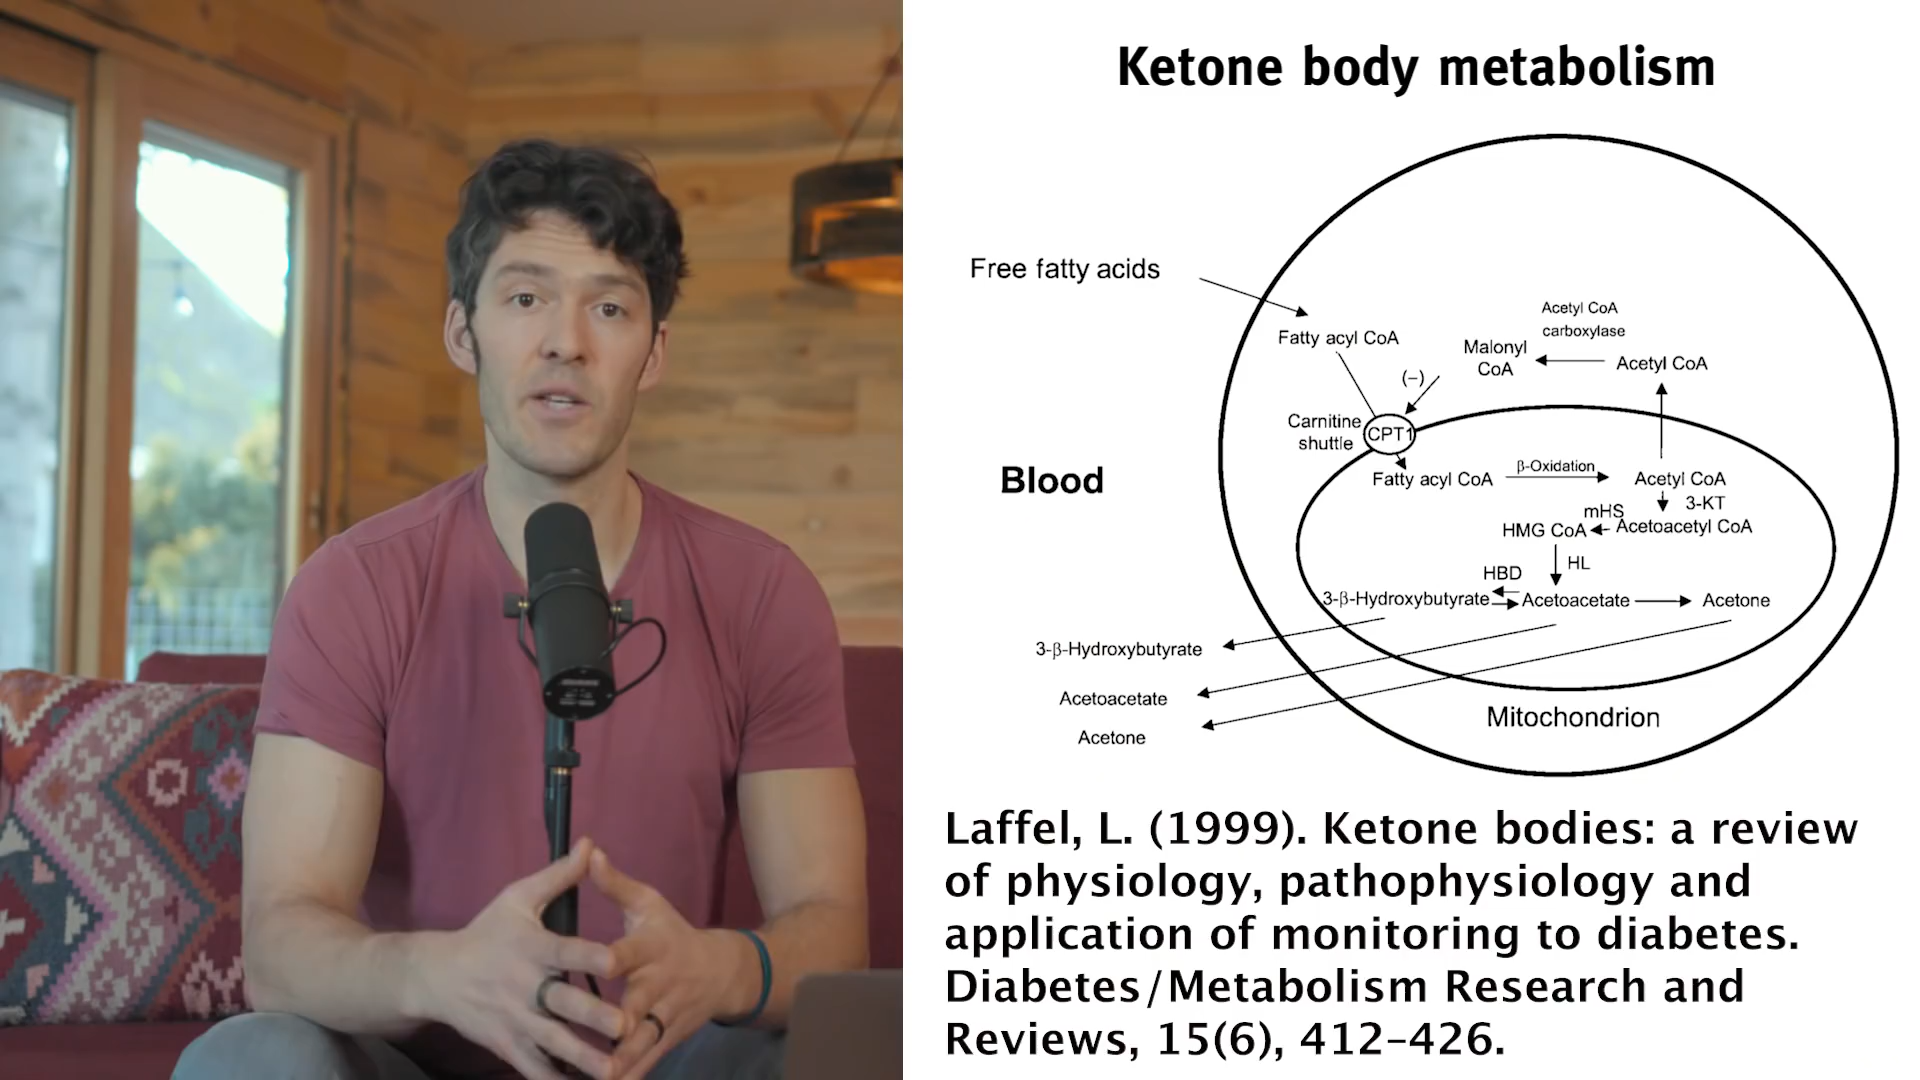 Ketone body metabolism
Free fatty acids
Fatty acyl CoA
Acetyl CoA
carboxylase
Malonyl
CoA
Acetyl CoA
(−)
Carnitine
shuttle
CPT1
Blood
Fatty acyl CoA
β-Oxidation
Acetyl CoA
3-KT
mHS
HMG CoA
Acetoacetyl CoA
HL
HBD
3-β-Hydroxybutyrate
Acetoacetate
Acetone
3-β-Hydroxybutyrate
Acetoacetate
Acetone
Mitochondrion
Laffel, L. (1999). Ketone bodies: a review
of physiology, pathophysiology and
application of monitoring to diabetes.
Diabetes/Metabolism Research and
Reviews, 15(6), 412–426.